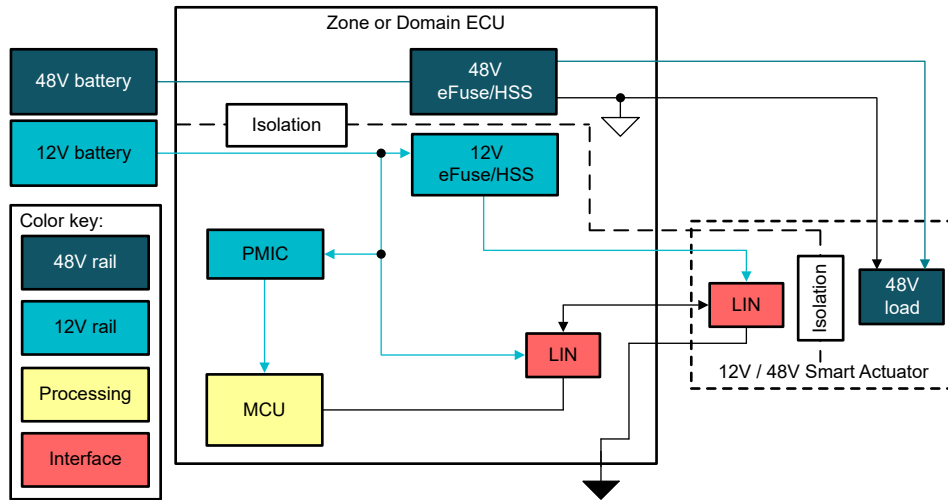 Zone or Domain ECU
48V battery
48V
eFuse/HSS
Isolation
12V battery
12V
eFuse/HSS
Color key:
48V rail
12V rail
Processing
Interface
PMIC
MCU
LIN
LIN
Isolation
48V
load
12V / 48V Smart Actuator